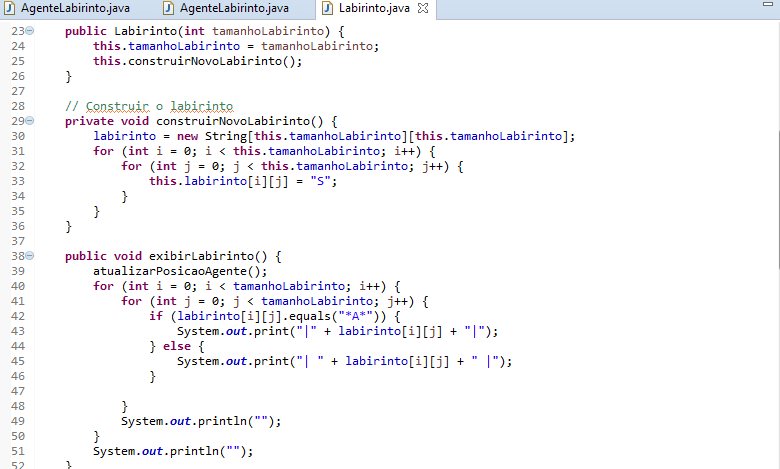 AgenteLabirinto.java AgenteLabirinto.java Labirinto.java
23 public Labirinto(int tamanhoLabirinto) {
24 this.tamanhoLabirinto = tamanhoLabirinto;
25 this.construirNovoLabirinto();
26 }
27
28 // Construir o labirinto
29 private void construirNovoLabirinto() {
30 labirinto = new String[this.tamanhoLabirinto][this.tamanhoLabirinto];
31 for (int i = 0; i < this.tamanhoLabirinto; i++) {
32 for (int j = 0; j < this.tamanhoLabirinto; j++) {
33 this.labirinto[i][j] = "S";
34 }
35 }
36 }
37
38 public void exibirLabirinto() {
39 atualizarPosicaoAgente();
40 for (int i = 0; i < tamanhoLabirinto; i++) {
41 for (int j = 0; j < tamanhoLabirinto; j++) {
42 if (labirinto[i][j].equals("*A*")) {
43 System.out.print("|" + labirinto[i][j] + "|");
44 } else {
45 System.out.print("| " + labirinto[i][j] + " |");
46 }
47
48 }
49 System.out.println("");
50 }
51 System.out.println("");
52 }